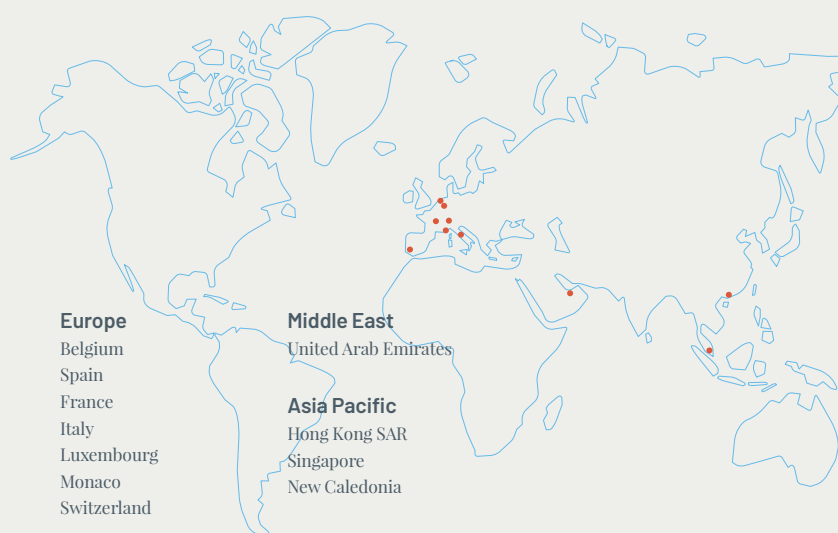 Europe
Belgium
Spain
France
Italy
Luxembourg
Monaco
Switzerland
Middle East
United Arab Emirates
Asia Pacific
Hong Kong SAR
Singapore
New Caledonia